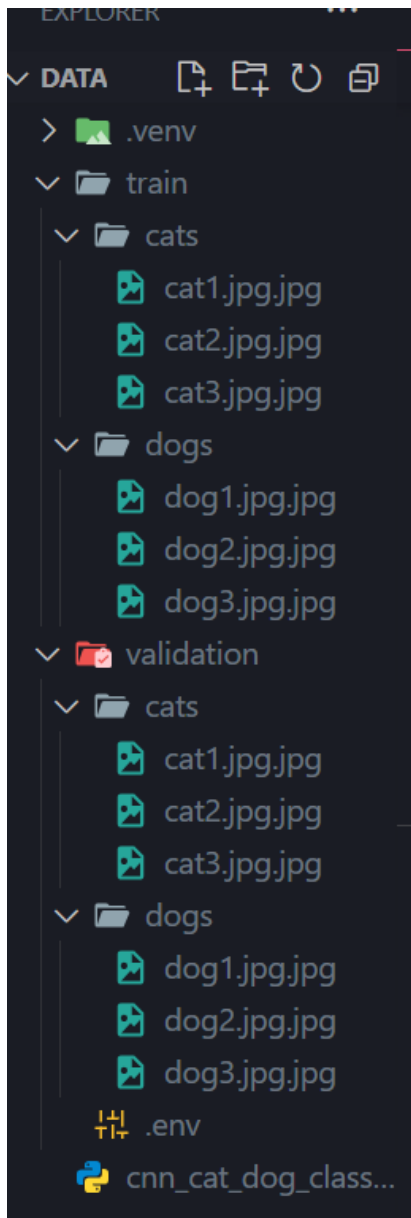 EXPLORER ...
DATA
.venv
train
cats
cat1.jpg.jpg
cat2.jpg.jpg
cat3.jpg.jpg
dogs
dog1.jpg.jpg
dog2.jpg.jpg
dog3.jpg.jpg
validation
cats
cat1.jpg.jpg
cat2.jpg.jpg
cat3.jpg.jpg
dogs
dog1.jpg.jpg
dog2.jpg.jpg
dog3.jpg.jpg
.env
cnn_cat_dog_class...